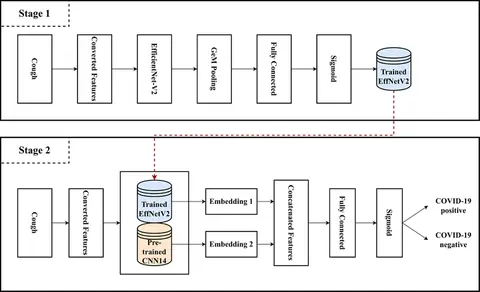 Stage 1
Cough
Converted Features
EfficientNet-V2
GeM Pooling
Fully Connected
Sigmoid
Trained
EffNetV2
Stage 2
Cough
Converted Features
Trained
EffNetV2
Pre-
trained
CNN14
Embedding 1
Embedding 2
Concatenated Features
Fully Connected
Sigmoid
COVID-19
positive
COVID-19
negative